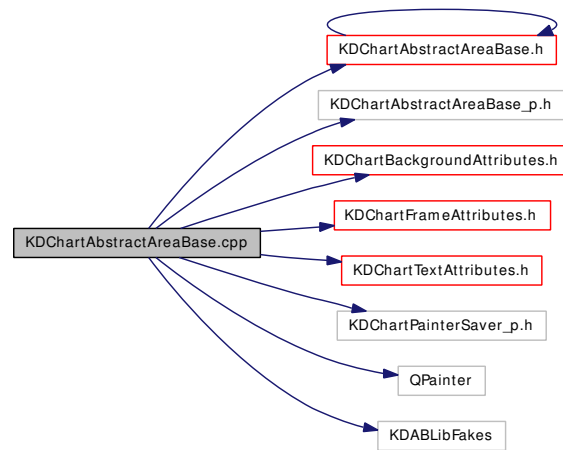 KDChartAbstractAreaBase.h
KDChartAbstractAreaBase_p.h
KDChartBackgroundAttributes.h
KDChartFrameAttributes.h
KDChartAbstractAreaBase.cpp
KDChartTextAttributes.h
KDChartPainterSaver_p.h
QPainter
KDABLibFakes